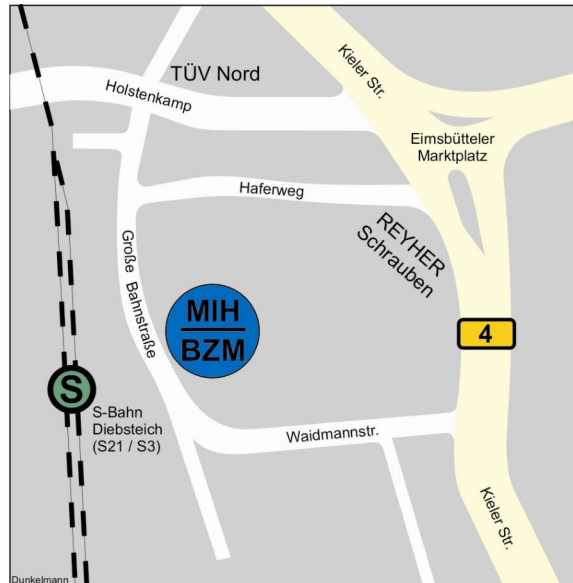 TÜV Nord
Kieler Str.
Holstenkamp
Eimsbütteler
Marktplatz
Haferweg
REYHER
Schrauben
Große Bahnstraße
MIH
BZM
4
S
S-Bahn
Diebsteich
(S21 / S3)
Waidmannstr.
Kieler Str.
Dunkelmann